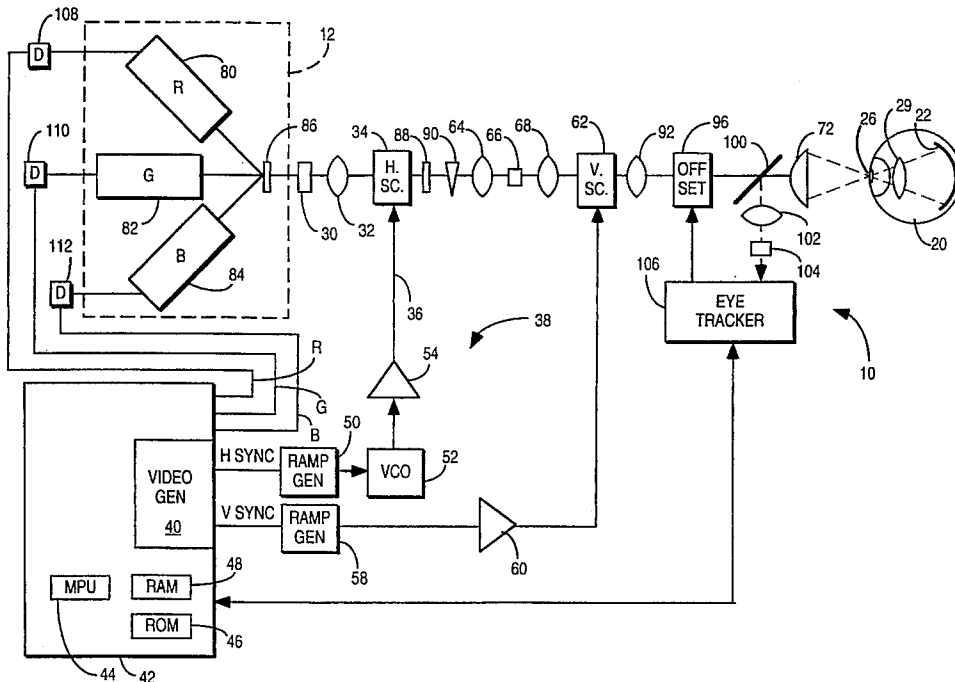 108
12
D
R
80
110
86
34
88
90
64
66
68
62
92
96
100
72
26
29
22
D
G
H.
SC.
V.
SC.
OFF
SET
82
30
32
112
B
102
20
D
84
104
106
EYE
TRACKER
36
38
10
54
R
G
B
50
H SYNC
RAMP
GEN
VCO
52
VIDEO
GEN
40
V SYNC
RAMP
GEN
60
48
58
MPU
RAM
ROM
46
44
42